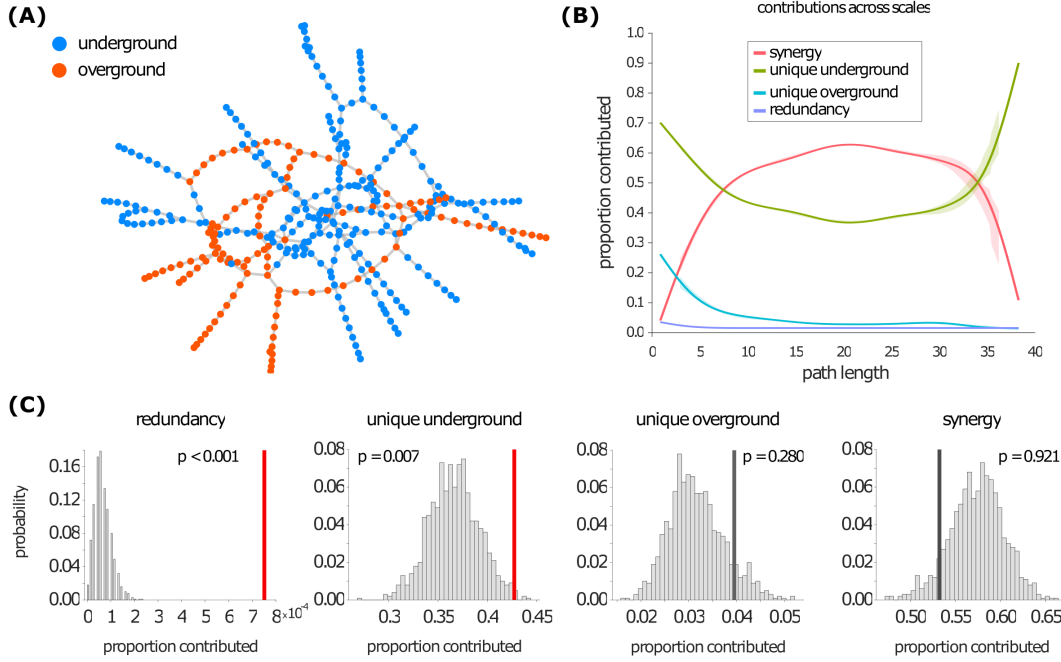 (A)
underground
overground
(B)
contributions across scales
synergy
unique underground
unique overground
redundancy
proportion contributed
1.0
0.9
0.8
0.7
0.6
0.5
0.4
0.3
0.2
0.1
0.0
0 5 10 15 20 25 30 35 40
path length
(C)
redundancy
p < 0.001
probability
0.16
0.12
0.08
0.04
0.00
0 1 2 3 4 5 6 7 8 ×10⁻⁴
proportion contributed
unique underground
p = 0.007
0.08
0.06
0.04
0.02
0.00
0.3 0.4 0.45
proportion contributed
unique overground
p = 0.280
0.08
0.06
0.04
0.02
0.00
0.02 0.03 0.04 0.05
proportion contributed
synergy
p = 0.921
0.08
0.06
0.04
0.02
0.00
0.50 0.55 0.60 0.65
proportion contributed